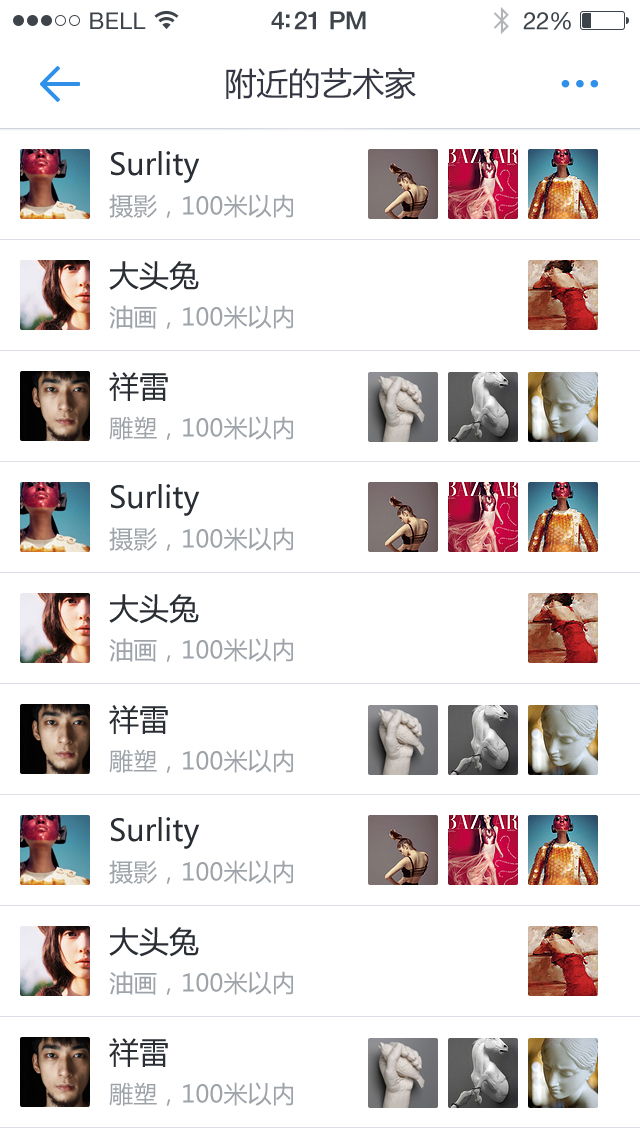 BELL
4:21 PM
22%
附近的艺术家
Surlity
摄影，100米以内
BAZAAR
大头兔
油画，100米以内
祥雷
雕塑，100米以内
Surlity
摄影，100米以内
BAZAAR
大头兔
油画，100米以内
祥雷
雕塑，100米以内
Surlity
摄影，100米以内
BAZAAR
大头兔
油画，100米以内
祥雷
雕塑，100米以内